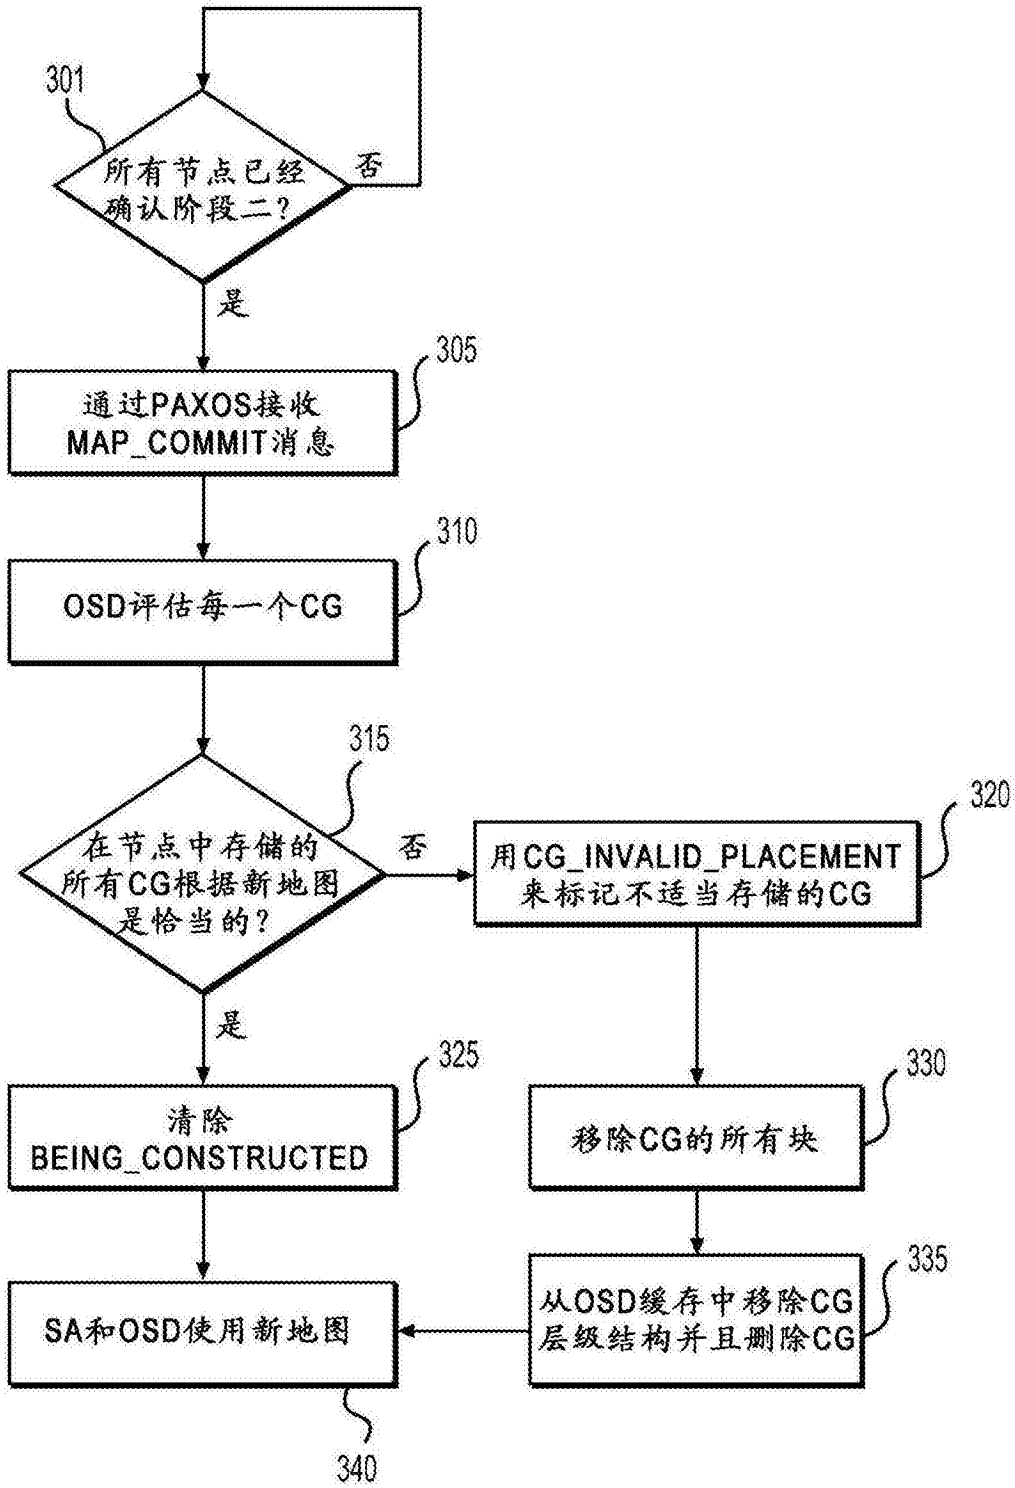 301
所有节点已经
确认阶段二?
否
是
305
通过PAXOS接收
MAP_COMMIT消息
310
OSD评估每一个CG
315
在节点中存储的
所有CG根据新地图
是恰当的?
否
320
用CG_INVALID_PLACEMENT
来标记不适当存储的CG
是
325
清除
BEING_CONSTRUCTED
330
移除CG的所有块
335
从OSD缓存中移除CG
层级结构并且删除CG
SA和OSD使用新地图
340